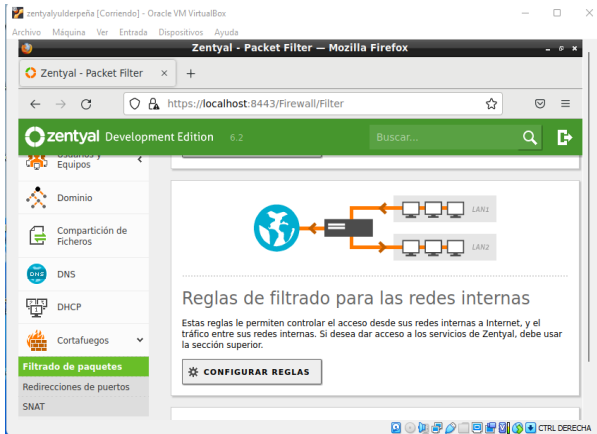 zentyalyulderpeña [Corriendo] - Oracle VM VirtualBox
Archivo Máquina Ver Entrada Dispositivos Ayuda
Zentyal - Packet Filter — Mozilla Firefox
Zentyal - Packet Filter
https://localhost:8443/Firewall/Filter
zentyal Development Edition 6.2
Buscar...
Usuarios y
Equipos
Dominio
Compartición de
Ficheros
DNS
DNS
DHCP
Cortafuegos
Filtrado de paquetes
Redirecciones de puertos
SNAT
LAN1
LAN2
Reglas de filtrado para las redes internas
Estas reglas le permiten controlar el acceso desde sus redes internas a Internet, y el
tráfico entre sus redes internas. Si desea dar acceso a los servicios de Zentyal, debe usar
la sección superior.
CONFIGURAR REGLAS
CTRL DERECHA